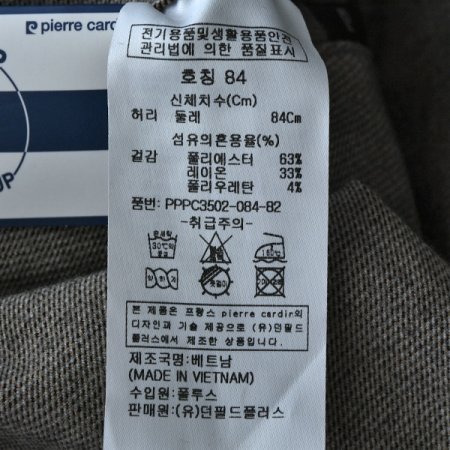 pierre cardin
UP
전기용품및생활용품안전
관리법에 의한 품질표시
호칭 84
신체치수(Cm)
허리 둘레 84Cm
섬유의혼용율(%)
겉감 폴리에스터 63%
레이온 33%
폴리우레탄 4%
품번: PPPC3502-084-82
-취급주의-
30℃
본 제품은 프랑스 pierre cardin의
디자인과 기술 제공으로 (유)던필드
플러스에서 제조한 상품입니다.
제조국명:베트남
(MADE IN VIETNAM)
수입원:폴루스
판매원:(유)던필드플러스